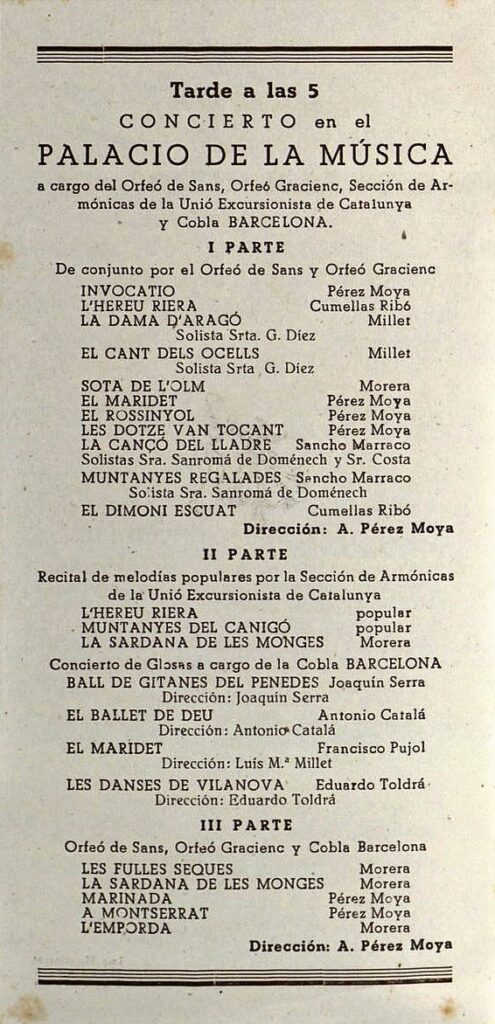 Tarde a las 5
CONCIERTO en el
PALACIO DE LA MÚSICA
a cargo del Orfeó de Sans, Orfeó Gracienc, Sección de Ar-
mónicas de la Unió Excursionista de Catalunya
y Cobla BARCELONA.
I PARTE
De conjunto por el Orfeó de Sans y Orfeó Gracienc
INVOCATIO Pérez Moya
L'HEREU RIERA Cumellas Ribó
LA DAMA D'ARAGÓ Millet
Solista Srta. G. Díez
EL CANT DELS OCELLS Millet
Solista Srta. G. Díez
SOTA DE L'OLM Morera
EL MARIDET Pérez Moya
EL ROSSINYOL Pérez Moya
LES DOTZE VAN TOCANT Pérez Moya
LA CANÇÓ DEL LLADRE Sancho Marraco
Solistas Sra. Sanromá de Doménech y Sr. Costa
MUNTANYES REGALADES Sancho Marraco
Solista Sra. Sanromá de Doménech
EL DIMONI ESCUAT Cumellas Ribó
Dirección: A. Pérez Moya
II PARTE
Recital de melodías populares por la Sección de Armónicas
de la Unió Excursionista de Catalunya
L'HEREU RIERA popular
MUNTANYES DEL CANIGÓ popular
LA SARDANA DE LES MONGES Morera
Concierto de Glosas a cargo de la Cobla BARCELONA
BALL DE GITANES DEL PENEDES Joaquín Serra
Dirección: Joaquín Serra
EL BALLET DE DEU Antonio Catalá
Dirección: Antonio Catalá
EL MARIDET Francisco Pujol
Dirección: Luís M.ª Millet
LES DANSES DE VILANOVA Eduardo Toldrá
Dirección: Eduardo Toldrá
III PARTE
Orfeó de Sans, Orfeó Gracienc y Cobla Barcelona
LES FULLES SEQUES Morera
LA SARDANA DE LES MONGES Morera
MARINADA Pérez Moya
A MONTSERRAT Pérez Moya
L'EMPORDA Morera
Dirección: A. Pérez Moya